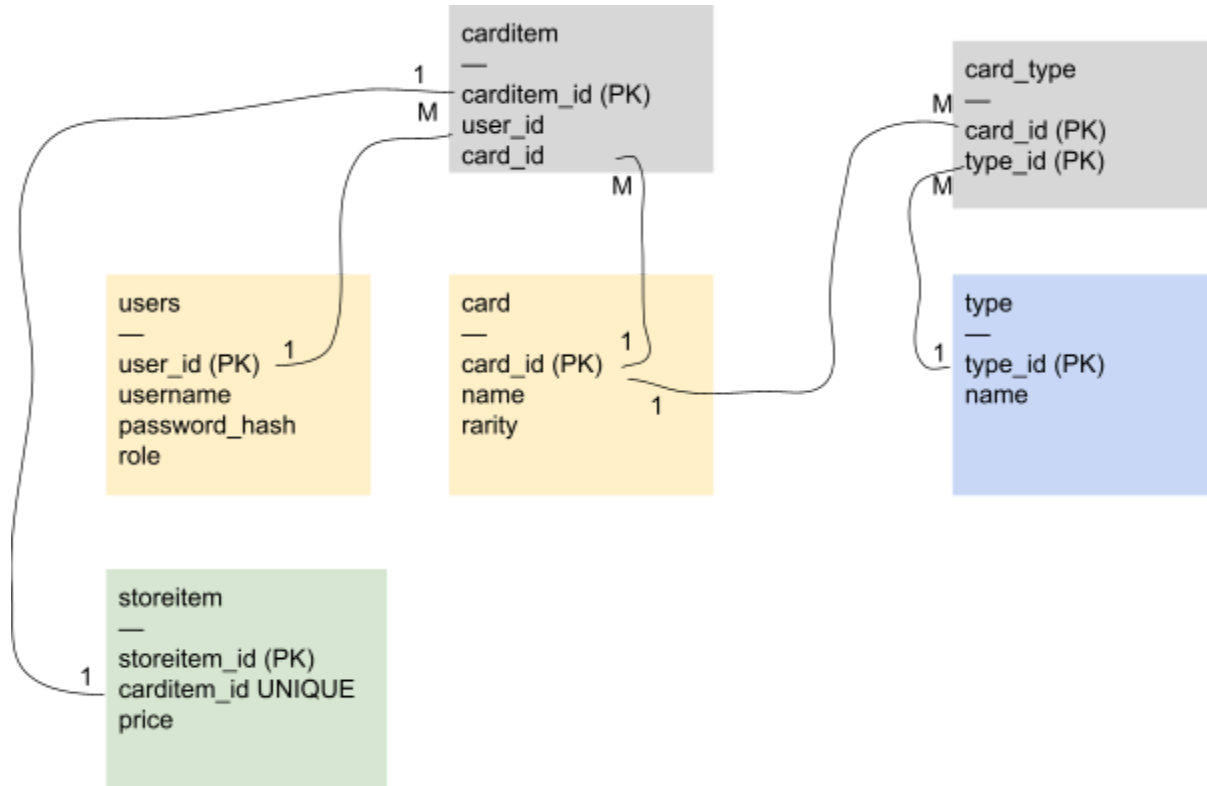 carditem
—
carditem_id (PK)
user_id
card_id
1
M
M
card_type
—
card_id (PK)
type_id (PK)
M
M
users
—
user_id (PK)
username
password_hash
role
1
card
—
card_id (PK)
name
rarity
1
1
type
—
type_id (PK)
name
1
storeitem
—
storeitem_id (PK)
carditem_id UNIQUE
price
1